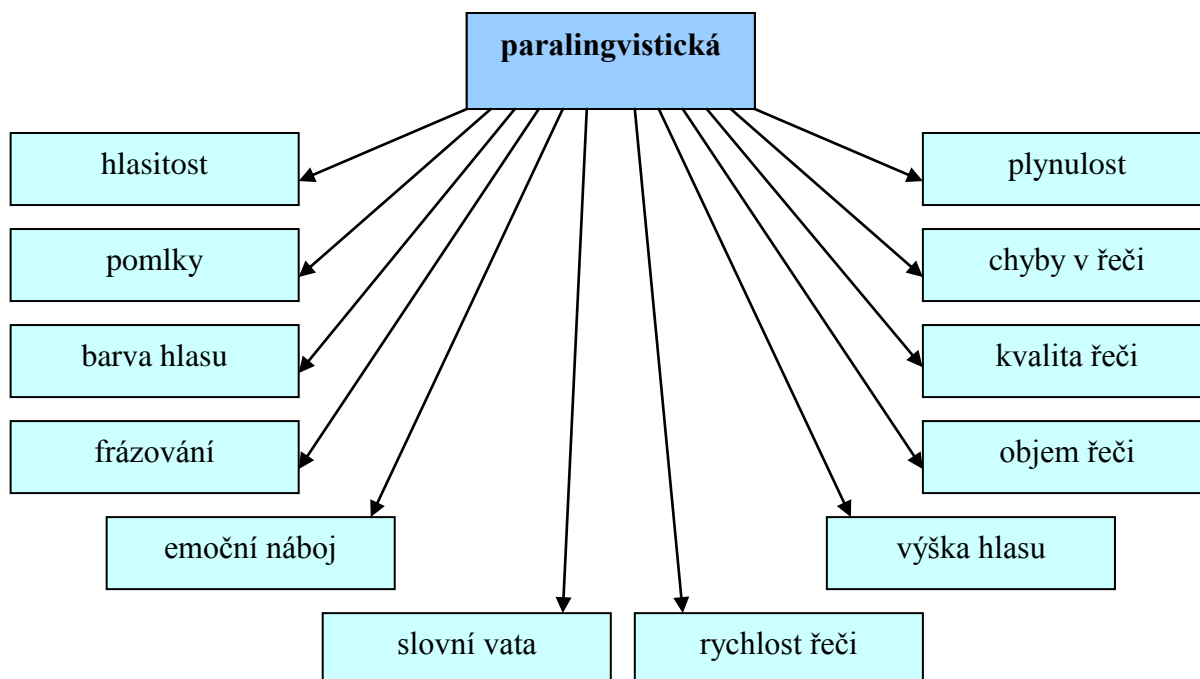 paralingvistická
hlasitost
plynulost
pomlky
chyby v řeči
barva hlasu
kvalita řeči
frázování
objem řeči
emoční náboj
výška hlasu
slovní vata
rychlost řeči